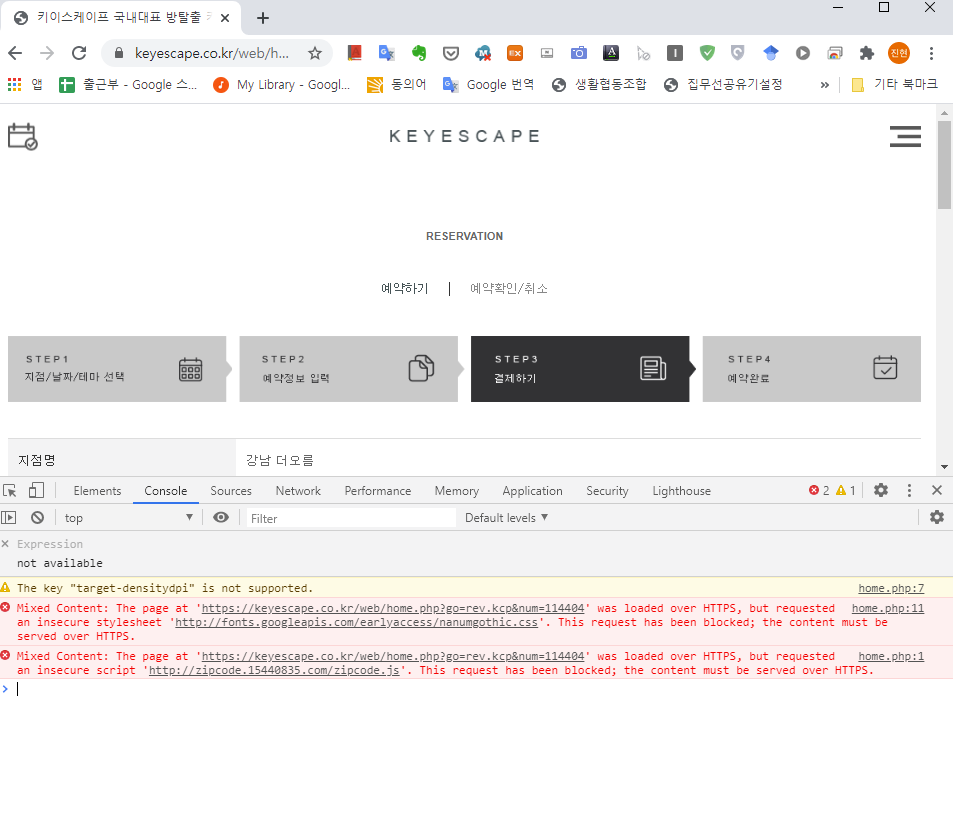 키이스케이프 국내대표 방탈출
keyescape.co.kr/web/h...
진현
앱
출근부 - Google 스...
My Library - Googl...
동의어
Google 번역
생활협동조합
집무선공유기설정
»
기타 북마크
KEYESCAPE
RESERVATION
예약하기 | 예약확인/취소
STEP1
지점/날짜/테마 선택
STEP2
예약정보 입력
STEP3
결제하기
STEP4
예약완료
지점명 강남 더오름
Elements Console Sources Network Performance Memory Application Security Lighthouse 2 1
top Filter Default levels ▼
Expression
not available
The key "target-densitydpi" is not supported. home.php:7
Mixed Content: The page at 'https://keyescape.co.kr/web/home.php?go=rev.kcp&num=114404' was loaded over HTTPS, but requested home.php:11
an insecure stylesheet 'http://fonts.googleapis.com/earlyaccess/nanumgothic.css'. This request has been blocked; the content must be
served over HTTPS.
Mixed Content: The page at 'https://keyescape.co.kr/web/home.php?go=rev.kcp&num=114404' was loaded over HTTPS, but requested home.php:1
an insecure script 'http://zipcode.15440835.com/zipcode.js'. This request has been blocked; the content must be served over HTTPS.